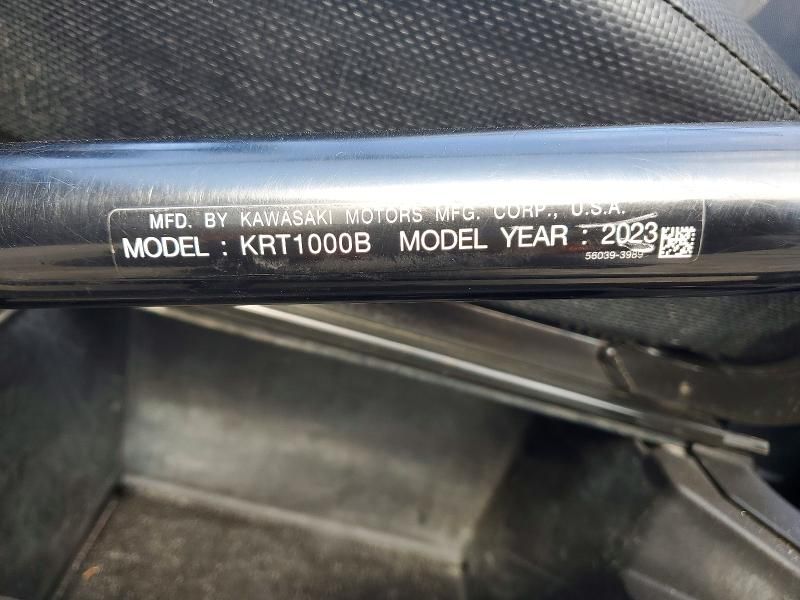 MFD. BY KAWASAKI MOTORS MFG. CORP., U.S.A.
MODEL : KRT1000B MODEL YEAR : 2023
56039-3989